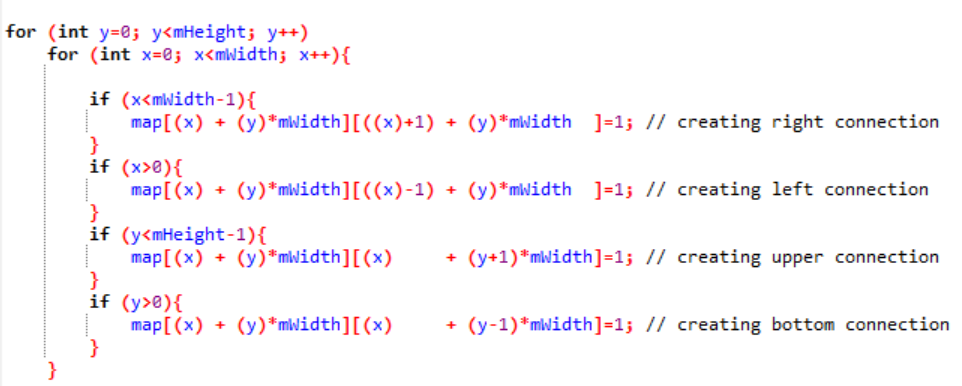 for (int y=0; y<mHeight; y++)
    for (int x=0; x<mWidth; x++){
        if (x<mWidth-1){
            map[(x) + (y)*mWidth][((x)+1) + (y)*mWidth  ]=1; // creating right connection
        }
        if (x>0){
            map[(x) + (y)*mWidth][((x)-1) + (y)*mWidth  ]=1; // creating left connection
        }
        if (y<mHeight-1){
            map[(x) + (y)*mWidth][(x)     + (y+1)*mWidth]=1; // creating upper connection
        }
        if (y>0){
            map[(x) + (y)*mWidth][(x)     + (y-1)*mWidth]=1; // creating bottom connection
        }
    }